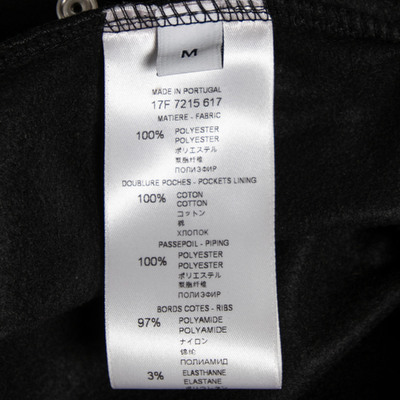 M
MADE IN PORTUGAL
17F 7215 617
MATIERE - FABRIC
100% POLYESTER
POLYESTER
ポリエステル
聚酯纤维
ПОЛИЭФИР
DOUBLURE POCHES - POCKETS LINING
100% COTON
COTTON
コットン
棉
ХЛОПОК
PASSEPOIL - PIPING
100% POLYESTER
POLYESTER
ポリエステル
聚酯纤维
ПОЛИЭФИР
BORDS COTES - RIBS
97% POLYAMIDE
POLYAMIDE
ナイロン
锦纶
ПОЛИАМИД
3% ELASTHANNE
ELASTANE